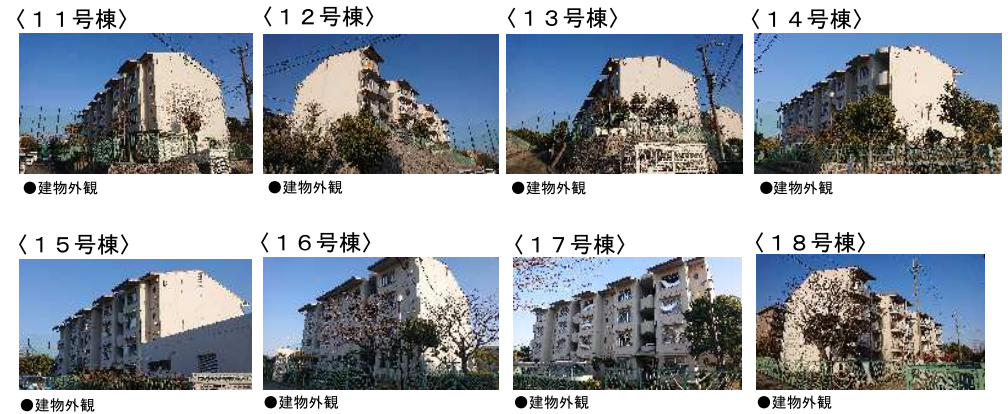 〈１１号棟〉
〈１２号棟〉
〈１３号棟〉
〈１４号棟〉
●建物外観
●建物外観
●建物外観
●建物外観
〈１５号棟〉
〈１６号棟〉
〈１７号棟〉
〈１８号棟〉
●建物外観
●建物外観
●建物外観
●建物外観